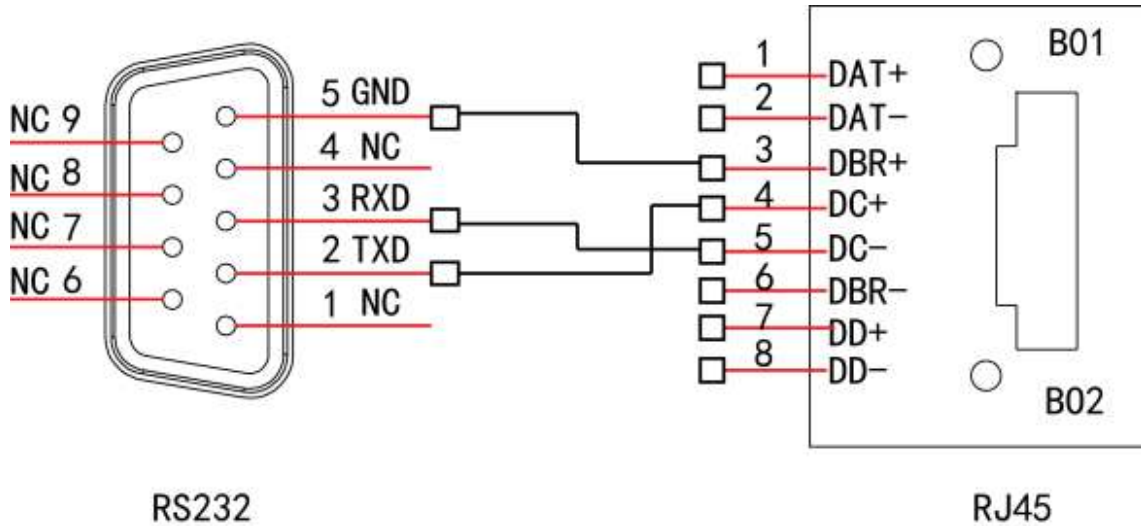 NC 9
NC 8
NC 7
NC 6
5 GND
4 NC
3 RXD
2 TXD
1 NC
RS232
1 DAT+
2 DAT-
3 DBR+
4 DC+
5 DC-
6 DBR-
7 DD+
8 DD-
B01
B02
RJ45